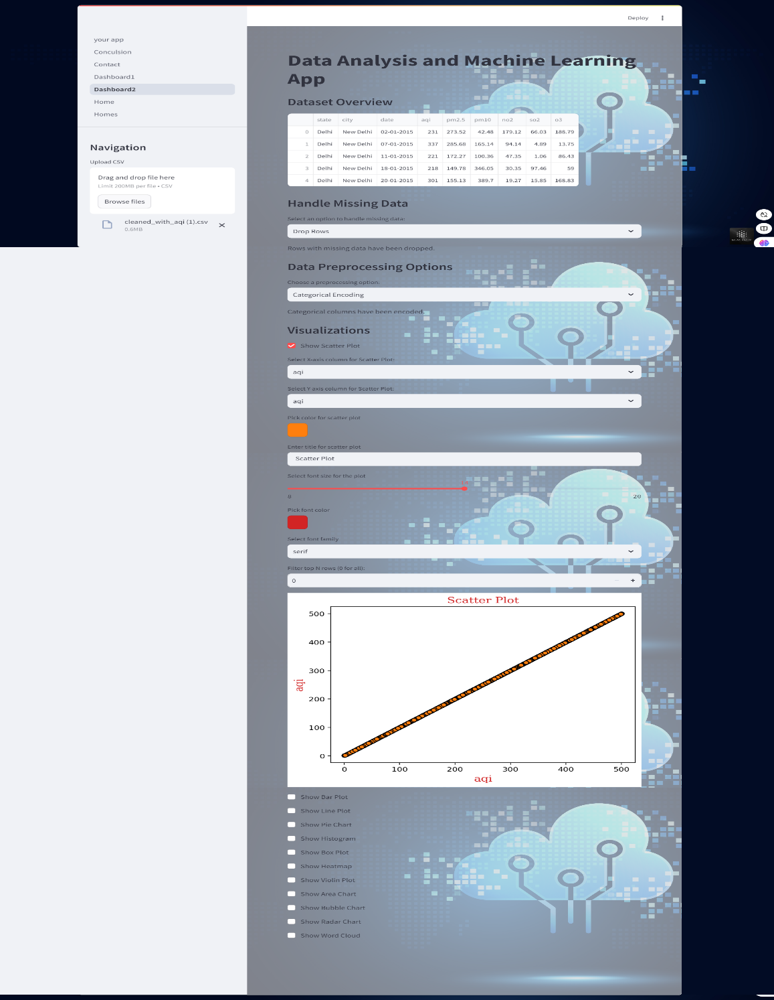 Deploy
your app
Conculsion
Contact
Dashboard1
Dashboard2
Home
Homes
Navigation
Upload CSV
Drag and drop file here
Limit 200MB per file • CSV
Browse files
cleaned_with_aqi (1).csv
0.6MB
Data Analysis and Machine Learning
App
Dataset Overview
state city date aqi pm2.5 pm10 no2 so2 o3
0 Delhi New Delhi 02-01-2015 231 273.52 42.48 179.12 66.03 188.79
1 Delhi New Delhi 07-01-2015 337 285.68 165.14 94.14 4.89 13.75
2 Delhi New Delhi 11-01-2015 221 172.27 100.36 47.35 1.06 86.43
3 Delhi New Delhi 18-01-2015 218 149.78 346.05 30.35 97.46 59
4 Delhi New Delhi 20-01-2015 301 155.13 389.7 19.27 15.85 168.83
Handle Missing Data
Select an option to handle missing data:
Drop Rows
Rows with missing data have been dropped.
Data Preprocessing Options
Choose a preprocessing option:
Categorical Encoding
Categorical columns have been encoded.
Visualizations
Show Scatter Plot
Select X-axis column for Scatter Plot:
aqi
Select Y-axis column for Scatter Plot:
aqi
Pick color for scatter plot
Enter title for scatter plot
Scatter Plot
Select font size for the plot
8 20
Pick font color
Select font family
serif
Filter top N rows (0 for all):
0
Scatter Plot
500
400
300
200
100
0
aqi
0 100 200 300 400 500
aqi
Show Bar Plot
Show Line Plot
Show Pie Chart
Show Histogram
Show Box Plot
Show Heatmap
Show Violin Plot
Show Area Chart
Show Bubble Chart
Show Radar Chart
Show Word Cloud